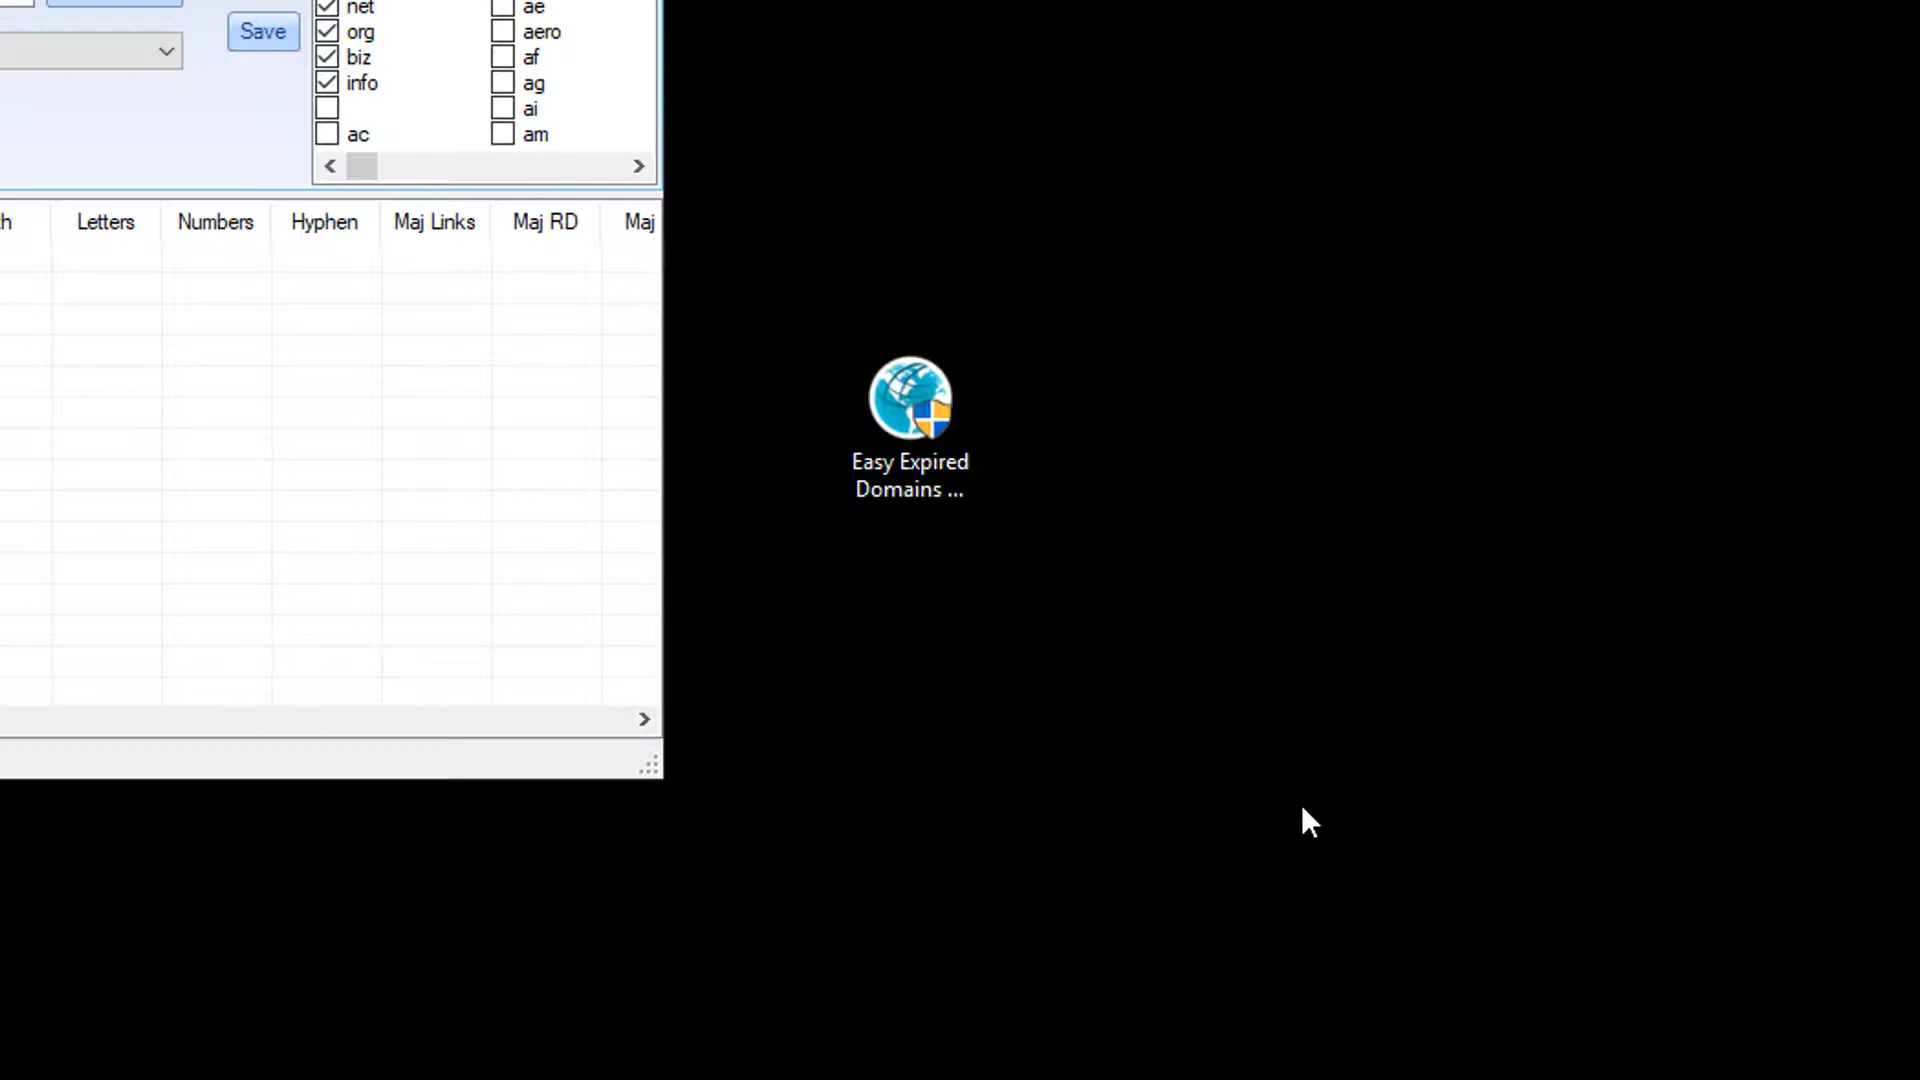 net
ae
Save
org
aero
biz
af
info
ag
ai
ac
am
Letters
Numbers
Hyphen
Maj Links
Maj RD
Maj
Easy Expired
Domains ...